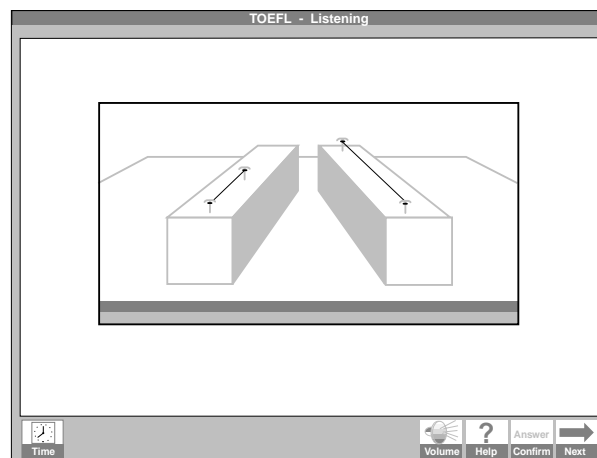 TOEFL - Listening
?
Answer
Time
Volume
Help
Confirm
Next